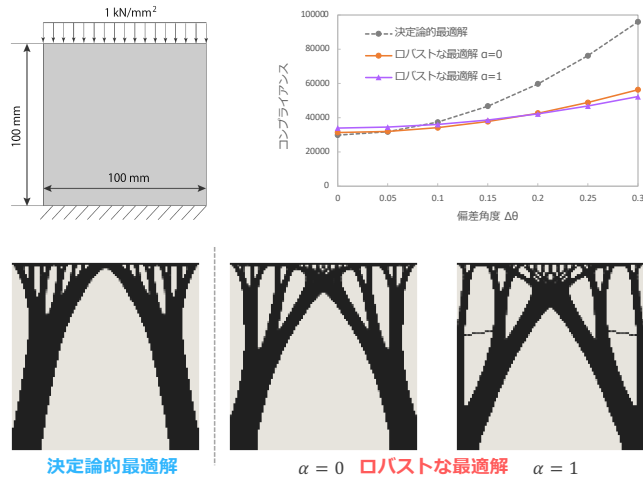 1 kN/mm²
100 mm
100 mm
コンプライアンス
100000
80000
60000
40000
20000
0
決定論的最適解
ロバストな最適解 α=0
ロバストな最適解 α=1
0 0.05 0.1 0.15 0.2 0.25 0.3
偏差角度 Δθ
決定論的最適解
α = 0 ロバストな最適解 α = 1